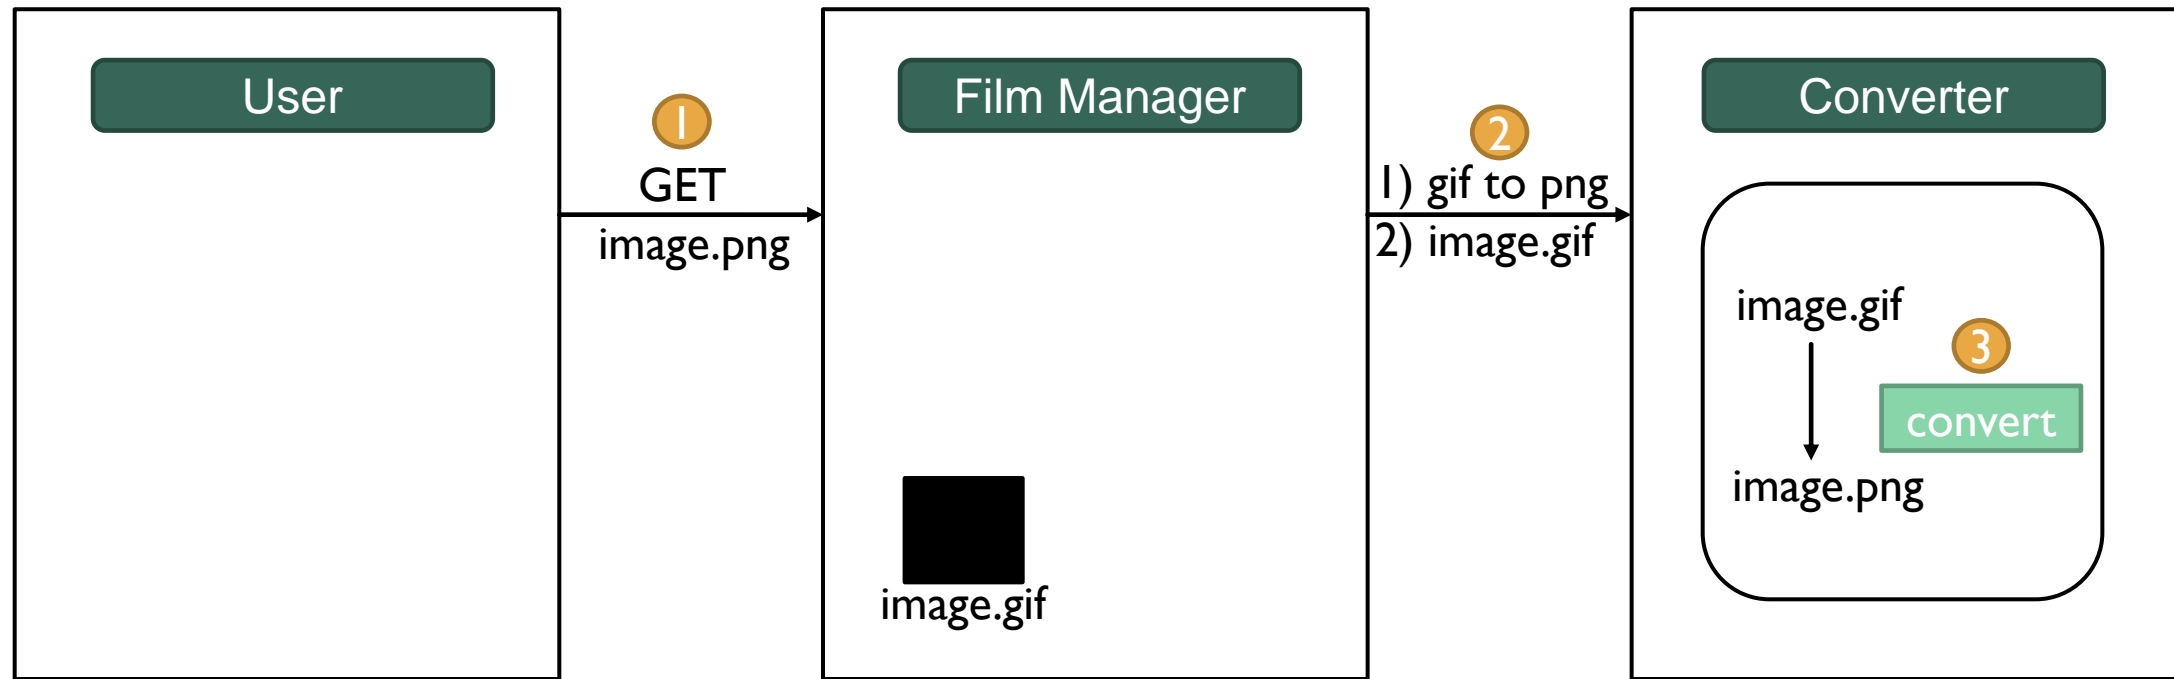 User
1
GET
image.png
Film Manager
image.gif
2
1) gif to png
2) image.gif
Converter
image.gif
3
convert
image.png